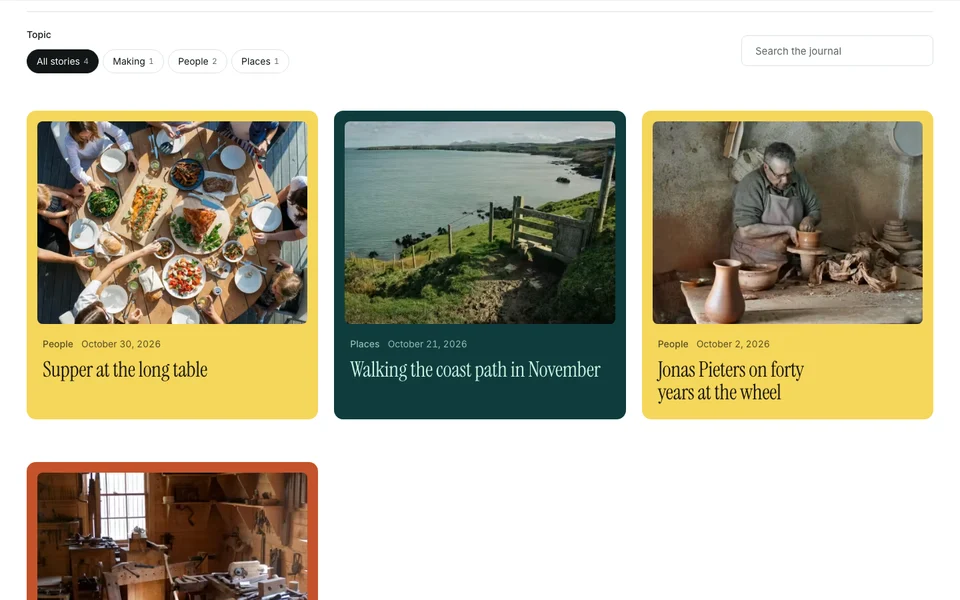 Topic
All stories 4
Making 1
People 2
Places 1
Search the journal
People October 30, 2026
Supper at the long table
Places October 21, 2026
Walking the coast path in November
People October 2, 2026
Jonas Pieters on forty
years at the wheel